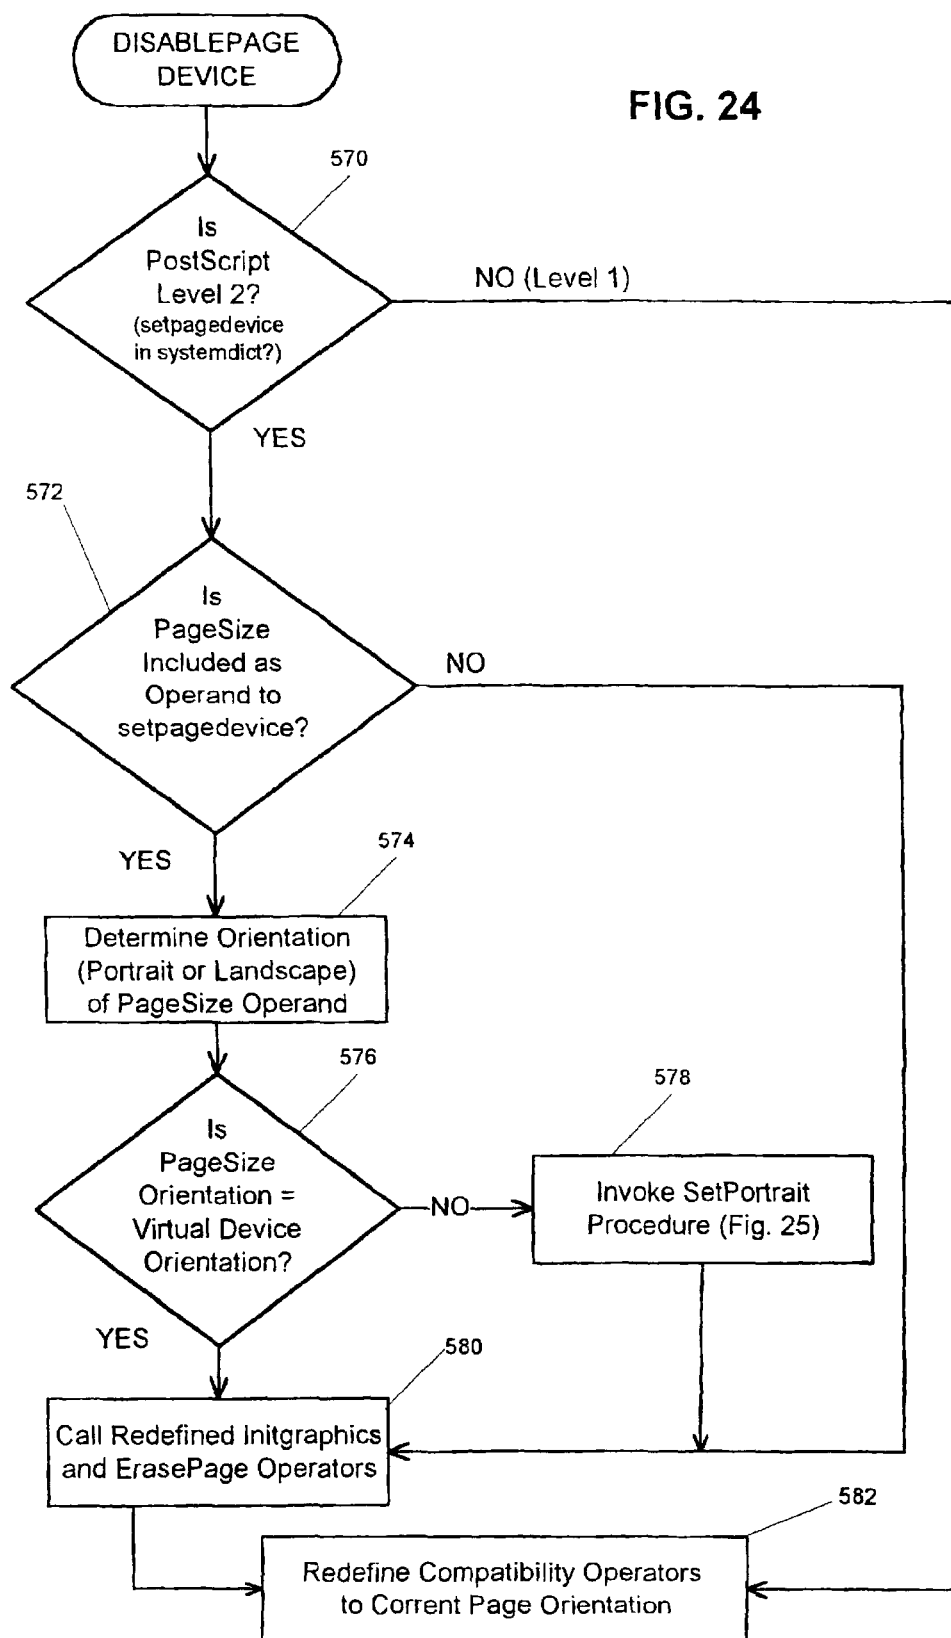 DISABLEPAGE
DEVICE
FIG. 24
570
Is
PostScript
Level 2?
(setpagedevice
in systemdict?)
NO (Level 1)
YES
572
Is
PageSize
Included as
Operand to
setpagedevice?
NO
YES
574
Determine Orientation
(Portrait or Landscape)
of PageSize Operand
576
Is
PageSize
Orientation =
Virtual Device
Orientation?
NO
578
Invoke SetPortrait
Procedure (Fig. 25)
YES
580
Call Redefined Initgraphics
and ErasePage Operators
582
Redefine Compatibility Operators
to Corrent Page Orientation